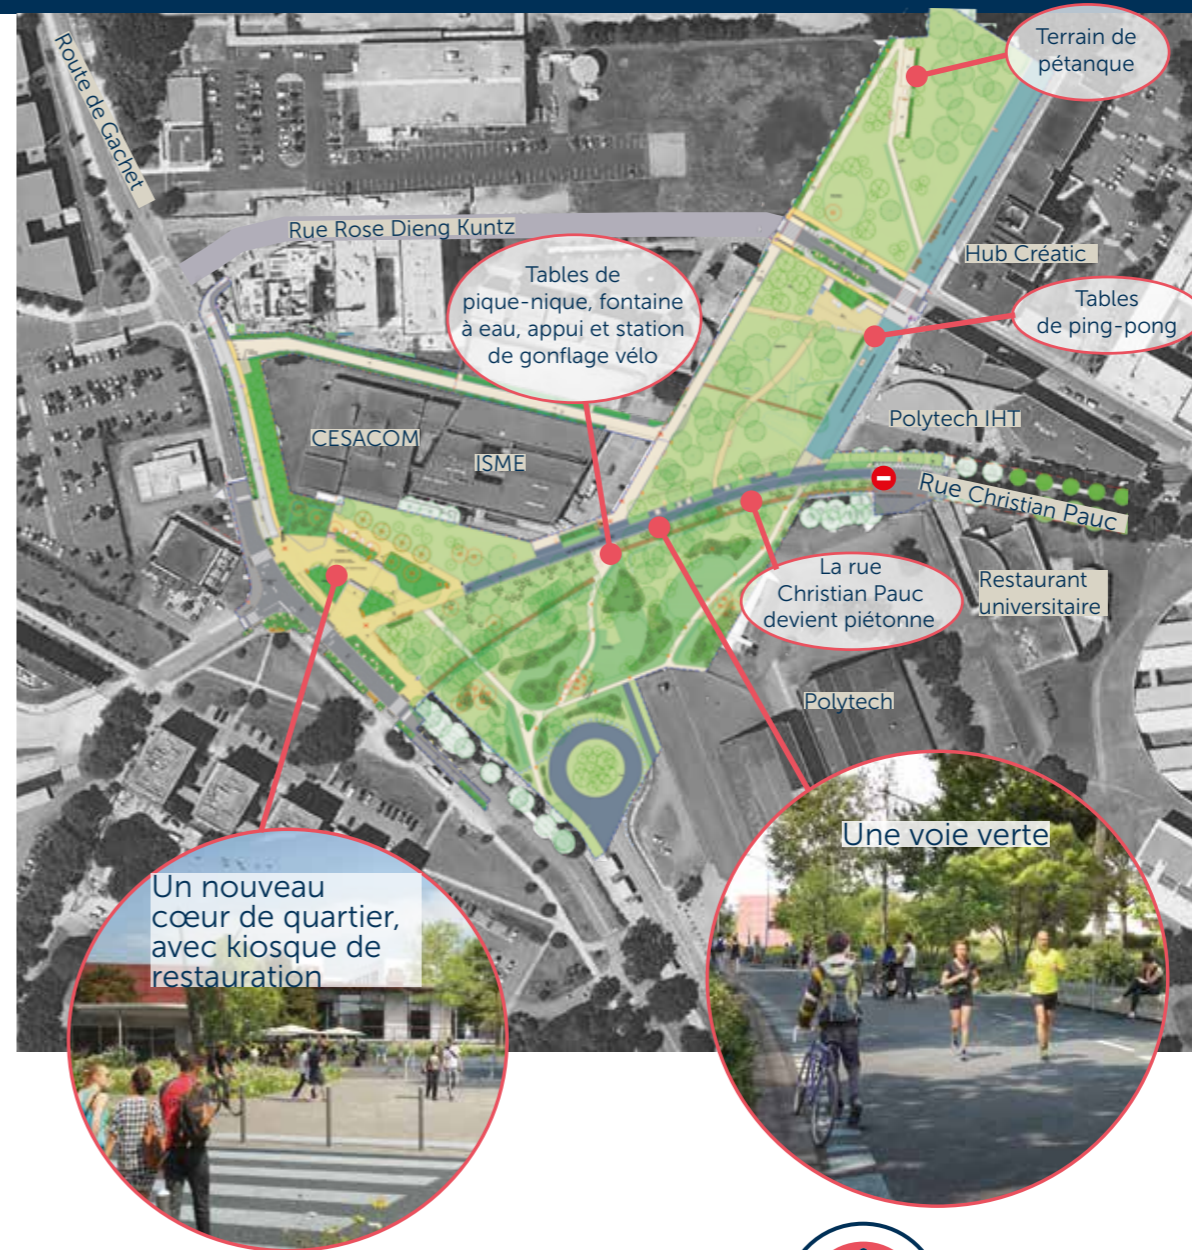 Terrain de
pétanque
Route de Gachet
Rue Rose Dieng Kuntz
Hub Créatic
Tables de
pique-nique, fontaine
à eau, appui et station
de gonflage vélo
Tables
de ping-pong
CESACOM
ISME
Polytech IHT
Rue Christian Pauc
La rue
Christian Pauc
devient piétonne
Restaurant
universitaire
Polytech
Une voie verte
Un nouveau
cœur de quartier,
avec kiosque de
restauration